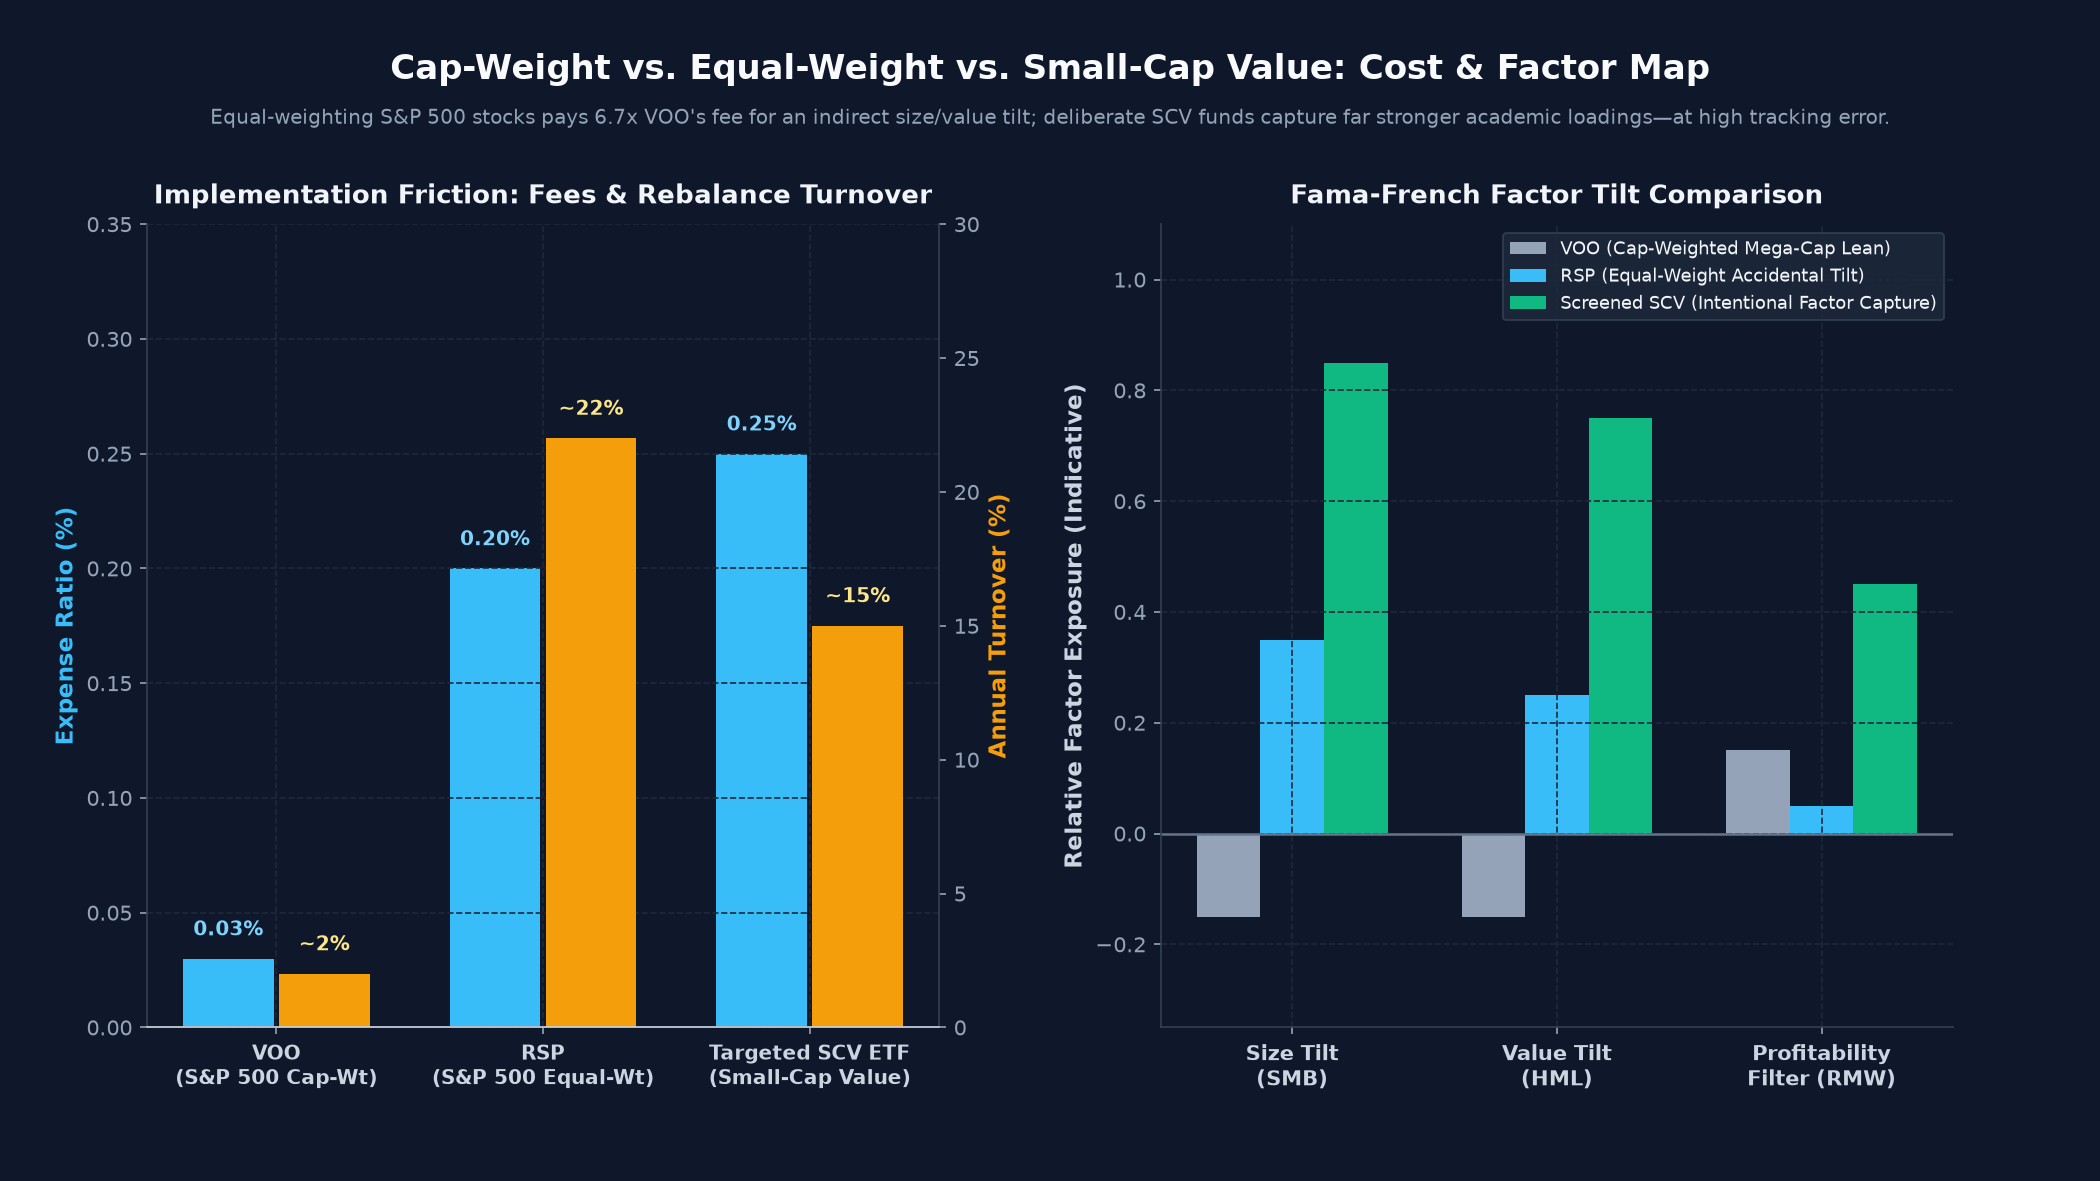 Cap-Weight vs. Equal-Weight vs. Small-Cap Value: Cost & Factor Map
Equal-weighting S&P 500 stocks pays 6.7x VOO's fee for an indirect size/value tilt; deliberate SCV funds capture far stronger academic loadings—at high tracking error.
Implementation Friction: Fees & Rebalance Turnover
Expense Ratio (%)
0.35
0.30
0.25
0.20
0.15
0.10
0.05
0.00
0.03%
~2%
0.20%
~22%
0.25%
~15%
30
25
20
15
10
5
0
Annual Turnover (%)
VOO
(S&P 500 Cap-Wt)
RSP
(S&P 500 Equal-Wt)
Targeted SCV ETF
(Small-Cap Value)
Fama-French Factor Tilt Comparison
VOO (Cap-Weighted Mega-Cap Lean)
RSP (Equal-Weight Accidental Tilt)
Screened SCV (Intentional Factor Capture)
Relative Factor Exposure (Indicative)
1.0
0.8
0.6
0.4
0.2
0.0
−0.2
Size Tilt
(SMB)
Value Tilt
(HML)
Profitability
Filter (RMW)